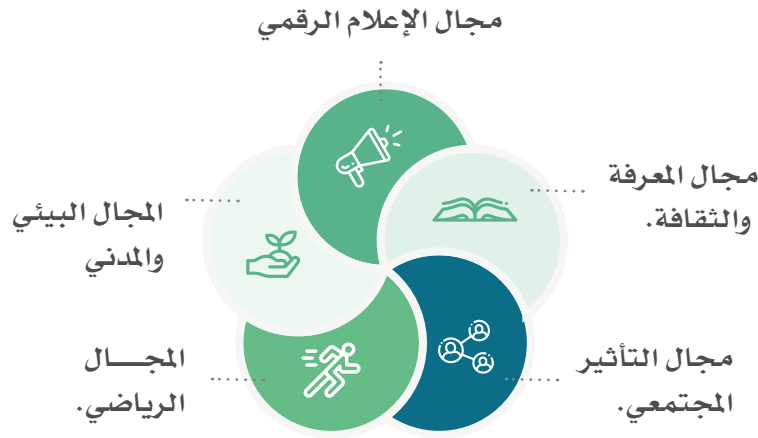 مجال الإعلام الرقمي
مجال المعرفة
والثقافة.
مجال التأثير
المجتمعي.
المجـــال
الرياضي.
المجال البيئي
والمدني